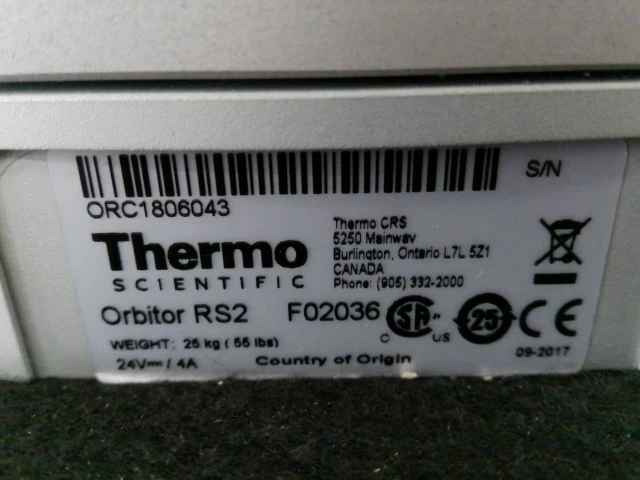 S/N
ORC1806043
Thermo
SCIENTIFIC
Thermo CRS
5250 Mainway
Burlington, Ontario L7L 5Z1
CANADA
Phone: (905) 332-2000
Orbitor RS2 F02036
C SA US
25
CE
WEIGHT: 25 kg ( 55 lbs)
24V⎓ / 4A
Country of Origin
09-2017